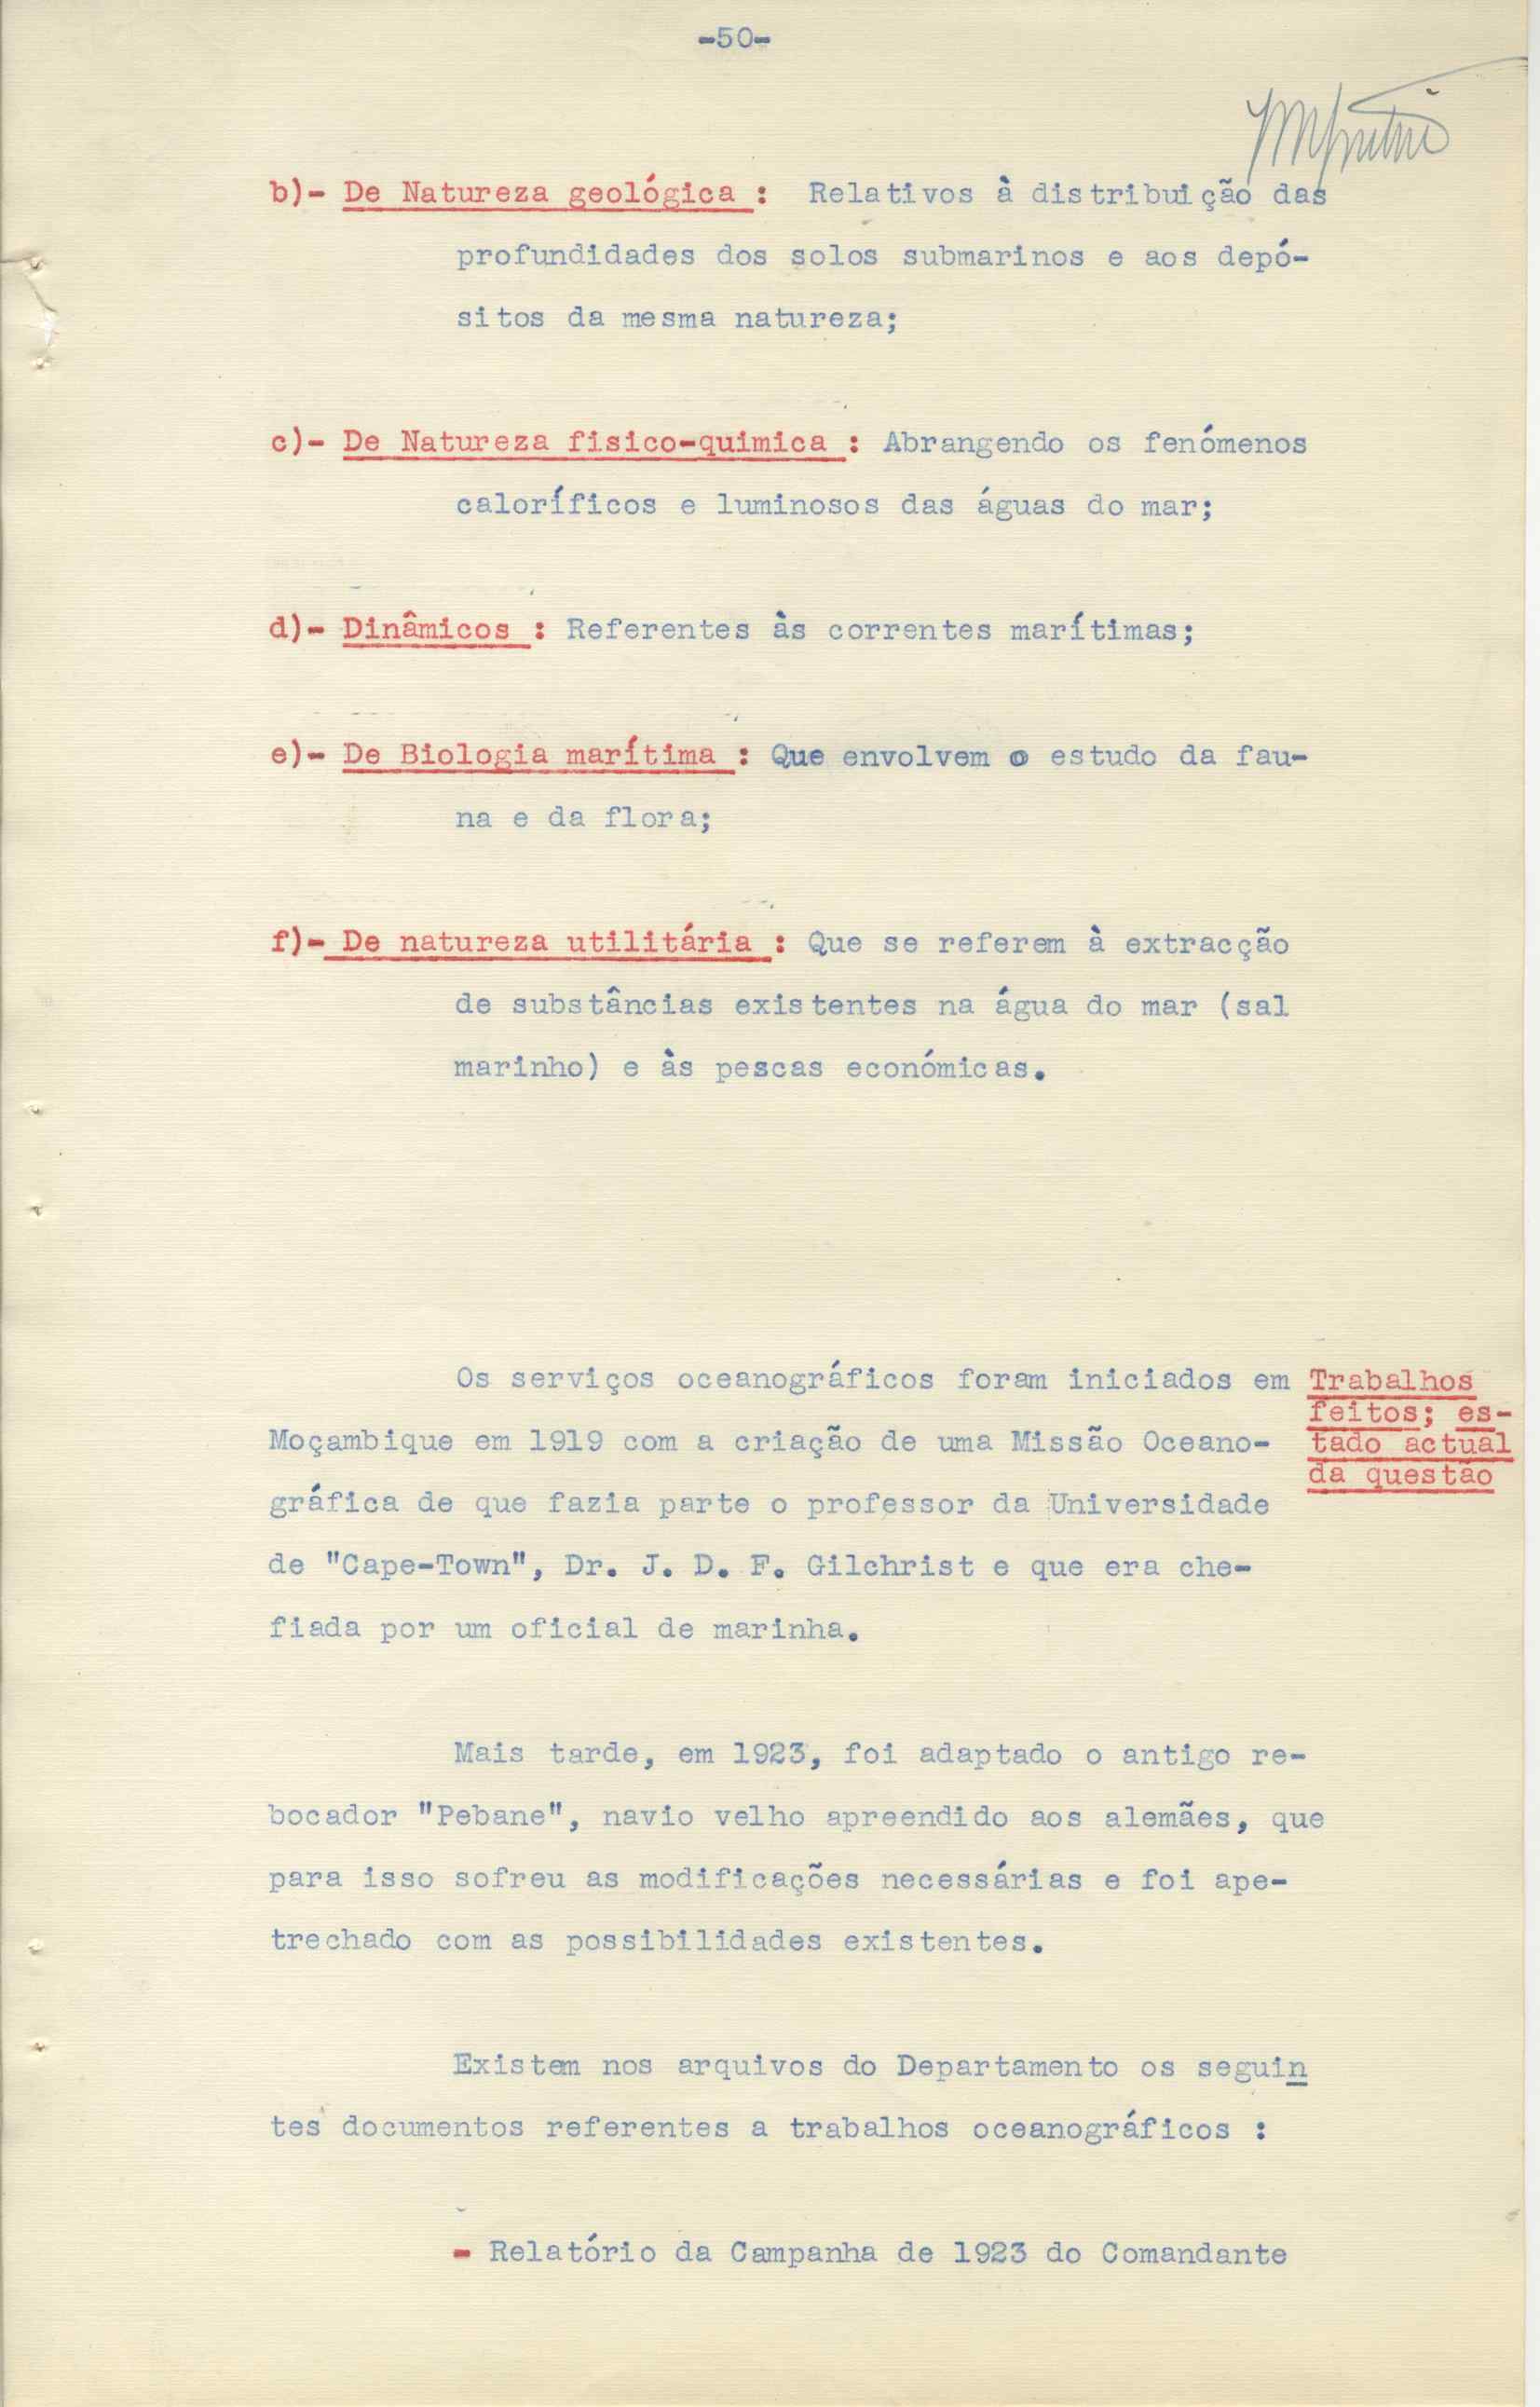 -50-
b)- De Natureza geológica : Relativos à distribuição das
profundidades dos solos submarinos e aos depó-
sitos da mesma natureza;
c)- De Natureza fisico-quimica : Abrangendo os fenómenos
caloríficos e luminosos das águas do mar;
d)- Dinâmicos : Referentes às correntes marítimas;
e)- De Biologia marítima : Que envolvem o estudo da fau-
na e da flora;
f)- De natureza utilitária : Que se referem à extracção
de substâncias existentes na água do mar (sal
marinho) e às pescas económicas.
Os serviços oceanográficos foram iniciados em
Moçambique em 1919 com a criação de uma Missão Oceano-
gráfica de que fazia parte o professor da Universidade
de "Cape-Town", Dr. J. D. F. Gilchrist e que era che-
fiada por um oficial de marinha.
Trabalhos
feitos; es-
tado actual
da questão
Mais tarde, em 1923, foi adaptado o antigo re-
bocador "Pebane", navio velho apreendido aos alemães, que
para isso sofreu as modificações necessárias e foi ape-
trechado com as possibilidades existentes.
Existem nos arquivos do Departamento os seguin
tes documentos referentes a trabalhos oceanográficos :
- Relatório da Campanha de 1923 do Comandante